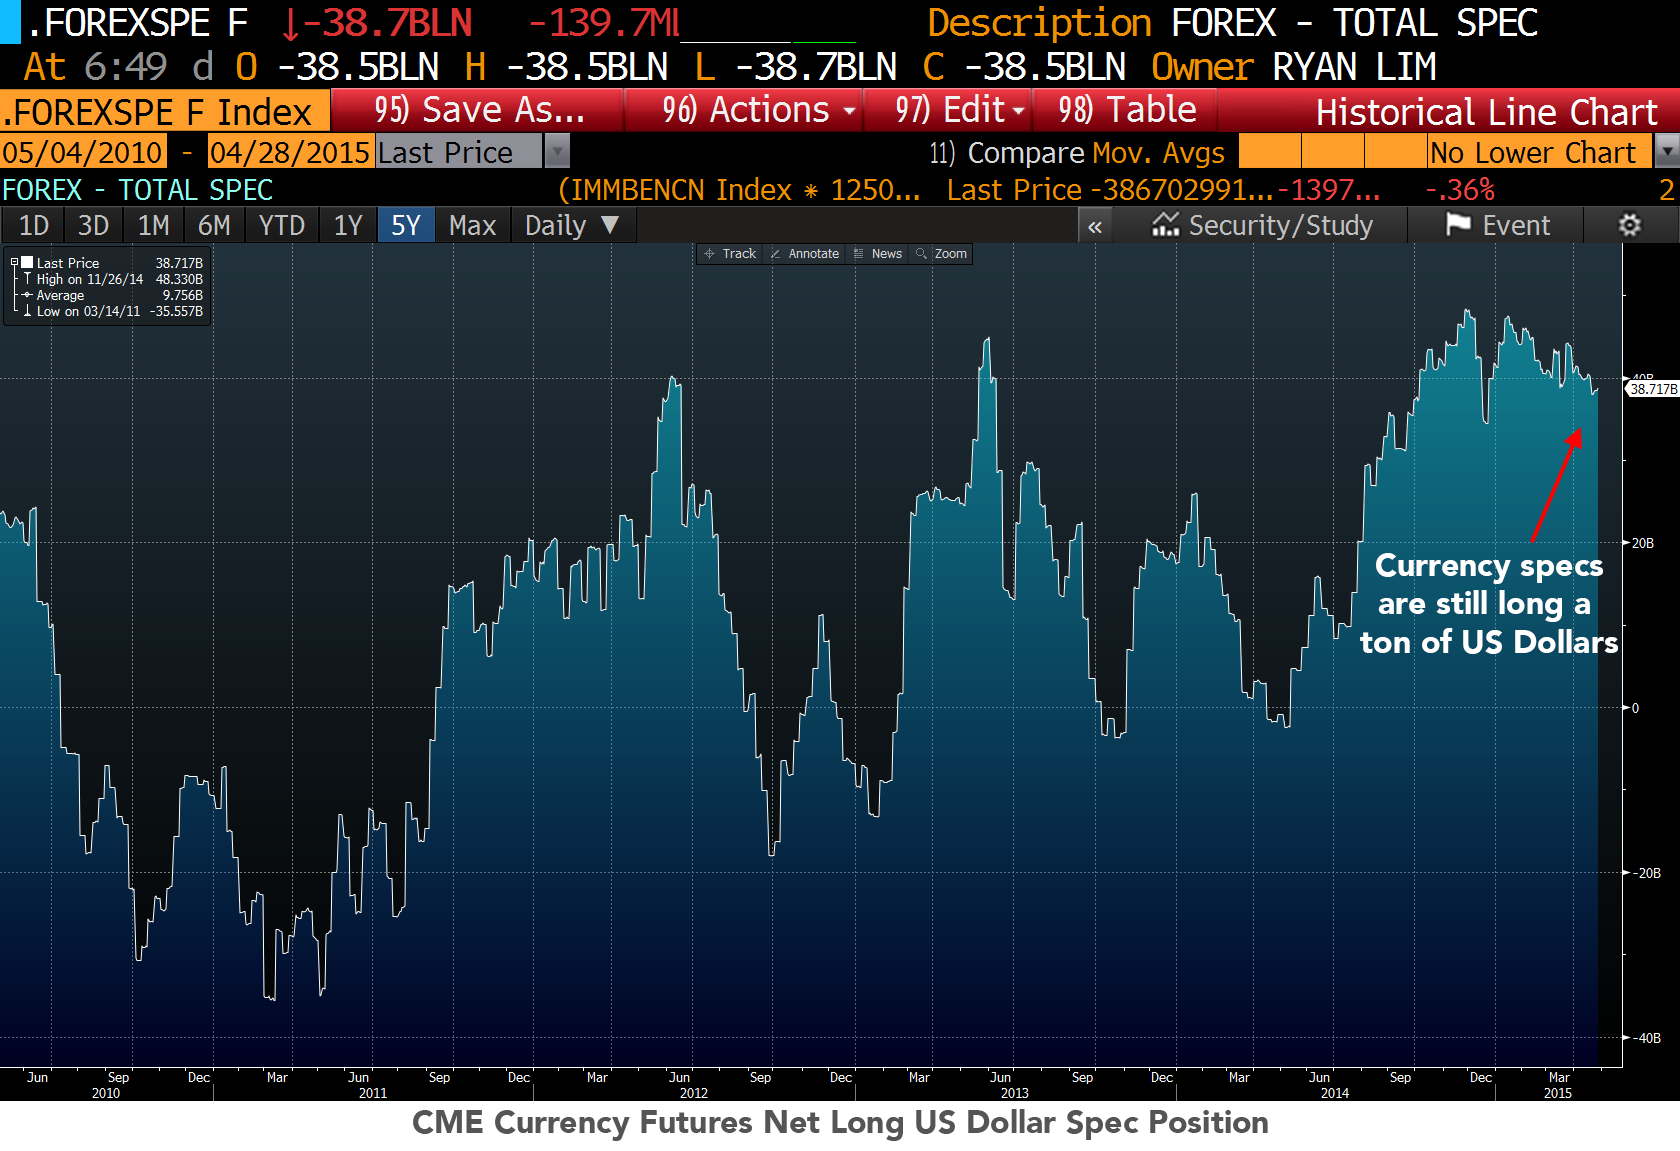 .FOREXSPE F ↓-38.7BLN -139.7ML Description FOREX - TOTAL SPEC
At 6:49 d O -38.5BLN H -38.5BLN L -38.7BLN C -38.5BLN Owner RYAN LIM
.FOREXSPE F Index 95) Save As... 96) Actions 97) Edit 98) Table Historical Line Chart
05/04/2010 - 04/28/2015 Last Price 11) Compare Mov. Avgs No Lower Chart
FOREX - TOTAL SPEC (IMMBENCN Index * 1250... Last Price -386702991... -1397... -.36% 2
1D 3D 1M 6M YTD 1Y 5Y Max Daily ▼ « Security/Study Event
Track Annotate News Zoom
Last Price 38.717B
High on 11/26/14 48.330B
Average 9.756B
Low on 03/14/11 -35.557B
40B
38.717B
20B
Currency specs
are still long a
ton of US Dollars
0
-20B
-40B
Jun Sep Dec Mar Jun Sep Dec Mar Jun Sep Dec Mar Jun Sep Dec Mar Jun Sep Dec Mar
2010 2011 2012 2013 2014 2015
CME Currency Futures Net Long US Dollar Spec Position